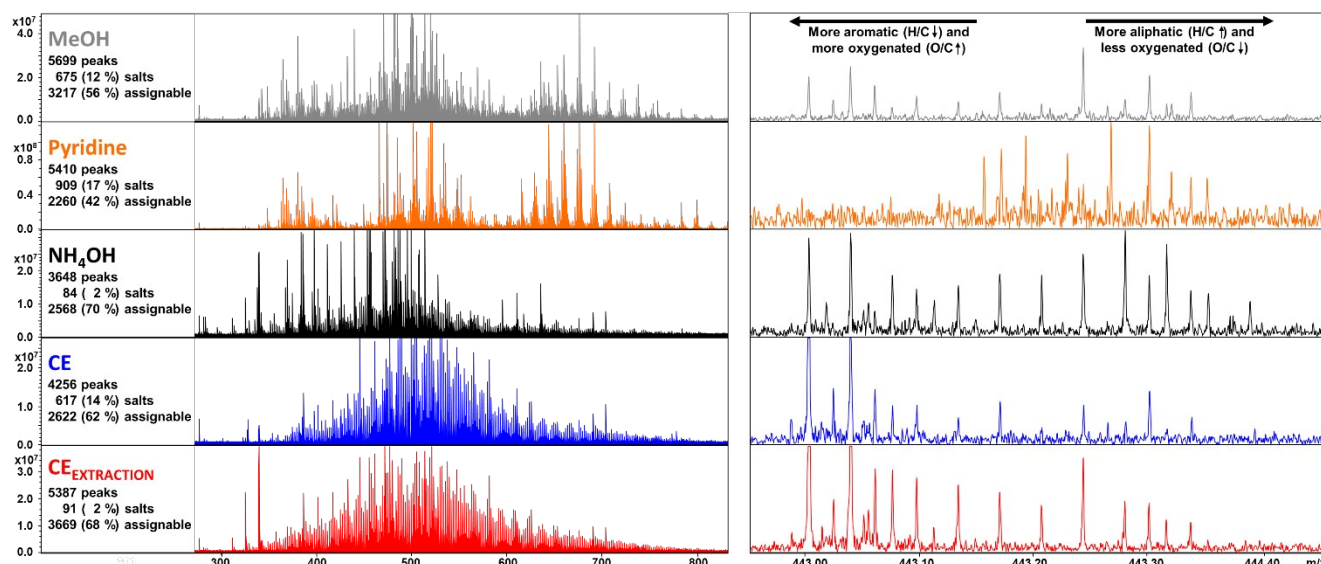 x10⁷
4.0
2.0
0.0
MeOH
5699 peaks
675 (12 %) salts
3217 (56 %) assignable
x10⁸
0.8
0.4
0.0
Pyridine
5410 peaks
909 (17 %) salts
2260 (42 %) assignable
x10⁷
2.0
1.0
0.0
NH₄OH
3648 peaks
84 ( 2 %) salts
2568 (70 %) assignable
x10⁷
2.0
1.0
0.0
CE
4256 peaks
617 (14 %) salts
2622 (62 %) assignable
x10⁷
3.0
2.0
1.0
0.0
CE EXTRACTION
5387 peaks
91 ( 2 %) salts
3669 (68 %) assignable
300 400 500 600 700 800
More aromatic (H/C ↓) and
more oxygenated (O/C ↑)
More aliphatic (H/C ↑) and
less oxygenated (O/C ↓)
443.00 443.10 443.20 443.30 444.40